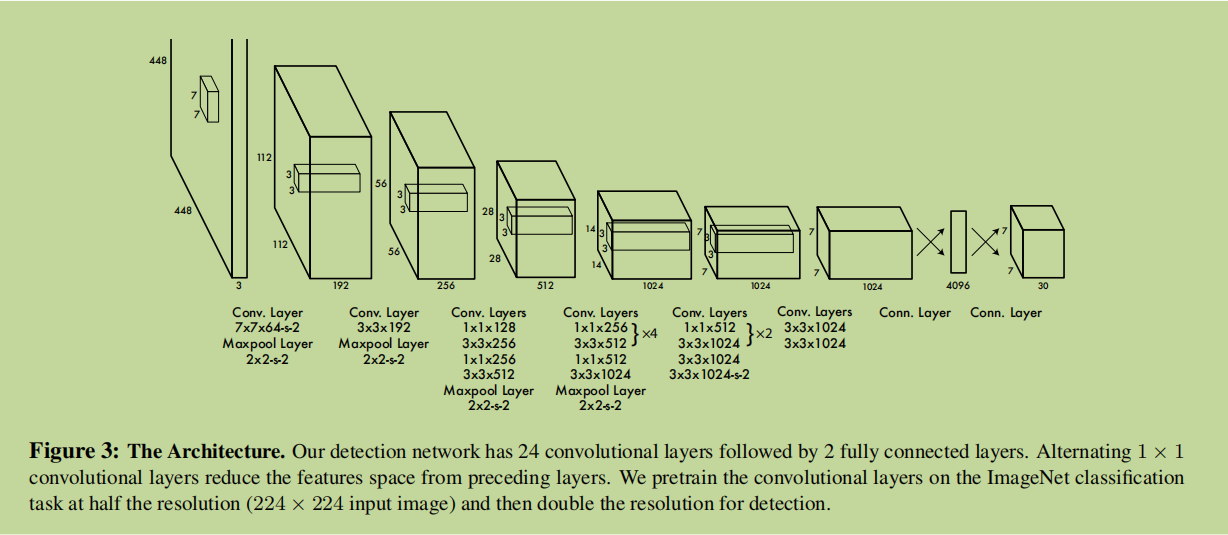 448
7
7
448
3
112
3
3
112
192
56
3
3
56
256
28
3
3
28
512
14
3
3
14
1024
7
3
3
7
1024
7
7
1024
4096
7
7
30
Conv. Layer
7x7x64-s-2
Maxpool Layer
2x2-s-2
Conv. Layer
3x3x192
Maxpool Layer
2x2-s-2
Conv. Layers
1x1x128
3x3x256
1x1x256
3x3x512
Maxpool Layer
2x2-s-2
Conv. Layers
1x1x256
3x3x512
}×4
1x1x512
3x3x1024
Maxpool Layer
2x2-s-2
Conv. Layers
1x1x512
3x3x1024
}×2
3x3x1024
3x3x1024-s-2
Conv. Layers
3x3x1024
3x3x1024
Conn. Layer
Conn. Layer
Figure 3: The Architecture. Our detection network has 24 convolutional layers followed by 2 fully connected layers. Alternating 1 × 1
convolutional layers reduce the features space from preceding layers. We pretrain the convolutional layers on the ImageNet classification
task at half the resolution (224 × 224 input image) and then double the resolution for detection.